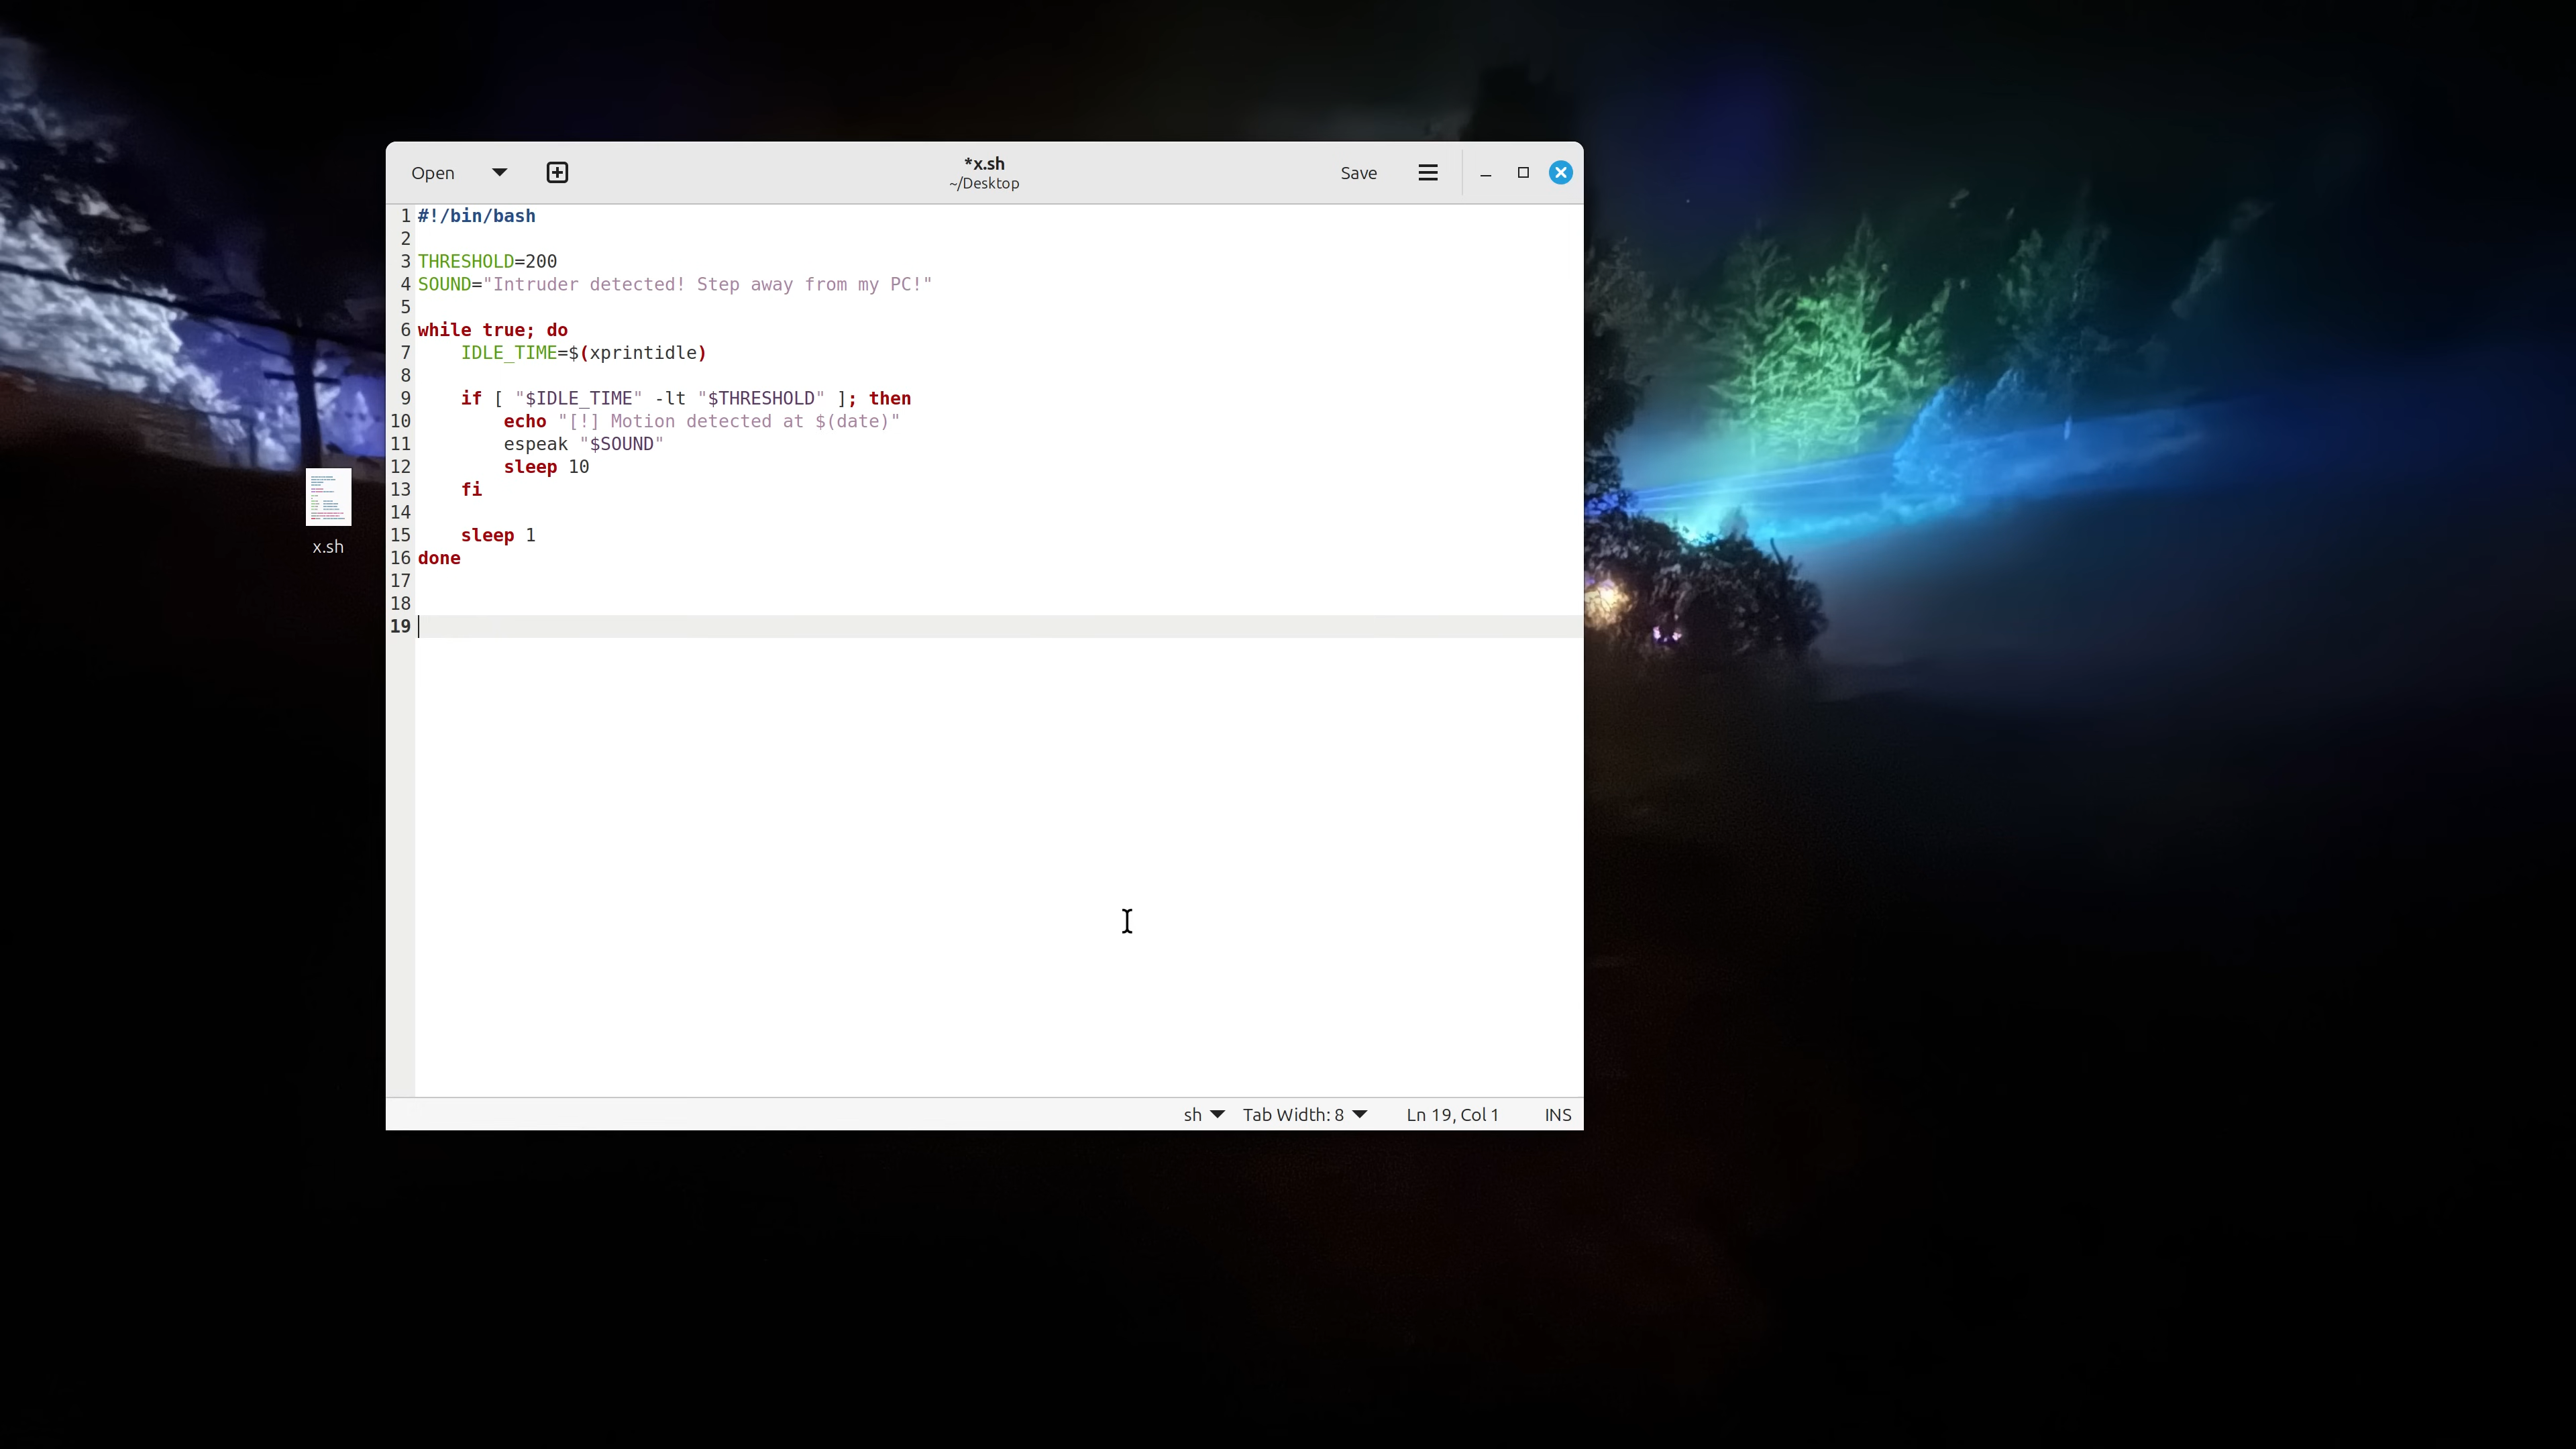 Open
*x.sh
~/Desktop
Save
1 #!/bin/bash
2
3 THRESHOLD=200
4 SOUND="Intruder detected! Step away from my PC!"
5
6 while true; do
7     IDLE_TIME=$(xprintidle)
8
9     if [ "$IDLE_TIME" -lt "$THRESHOLD" ]; then
10         echo "[!] Motion detected at $(date)"
11         espeak "$SOUND"
12         sleep 10
13     fi
14
15     sleep 1
16 done
17
18
19
x.sh
sh
Tab Width: 8
Ln 19, Col 1
INS